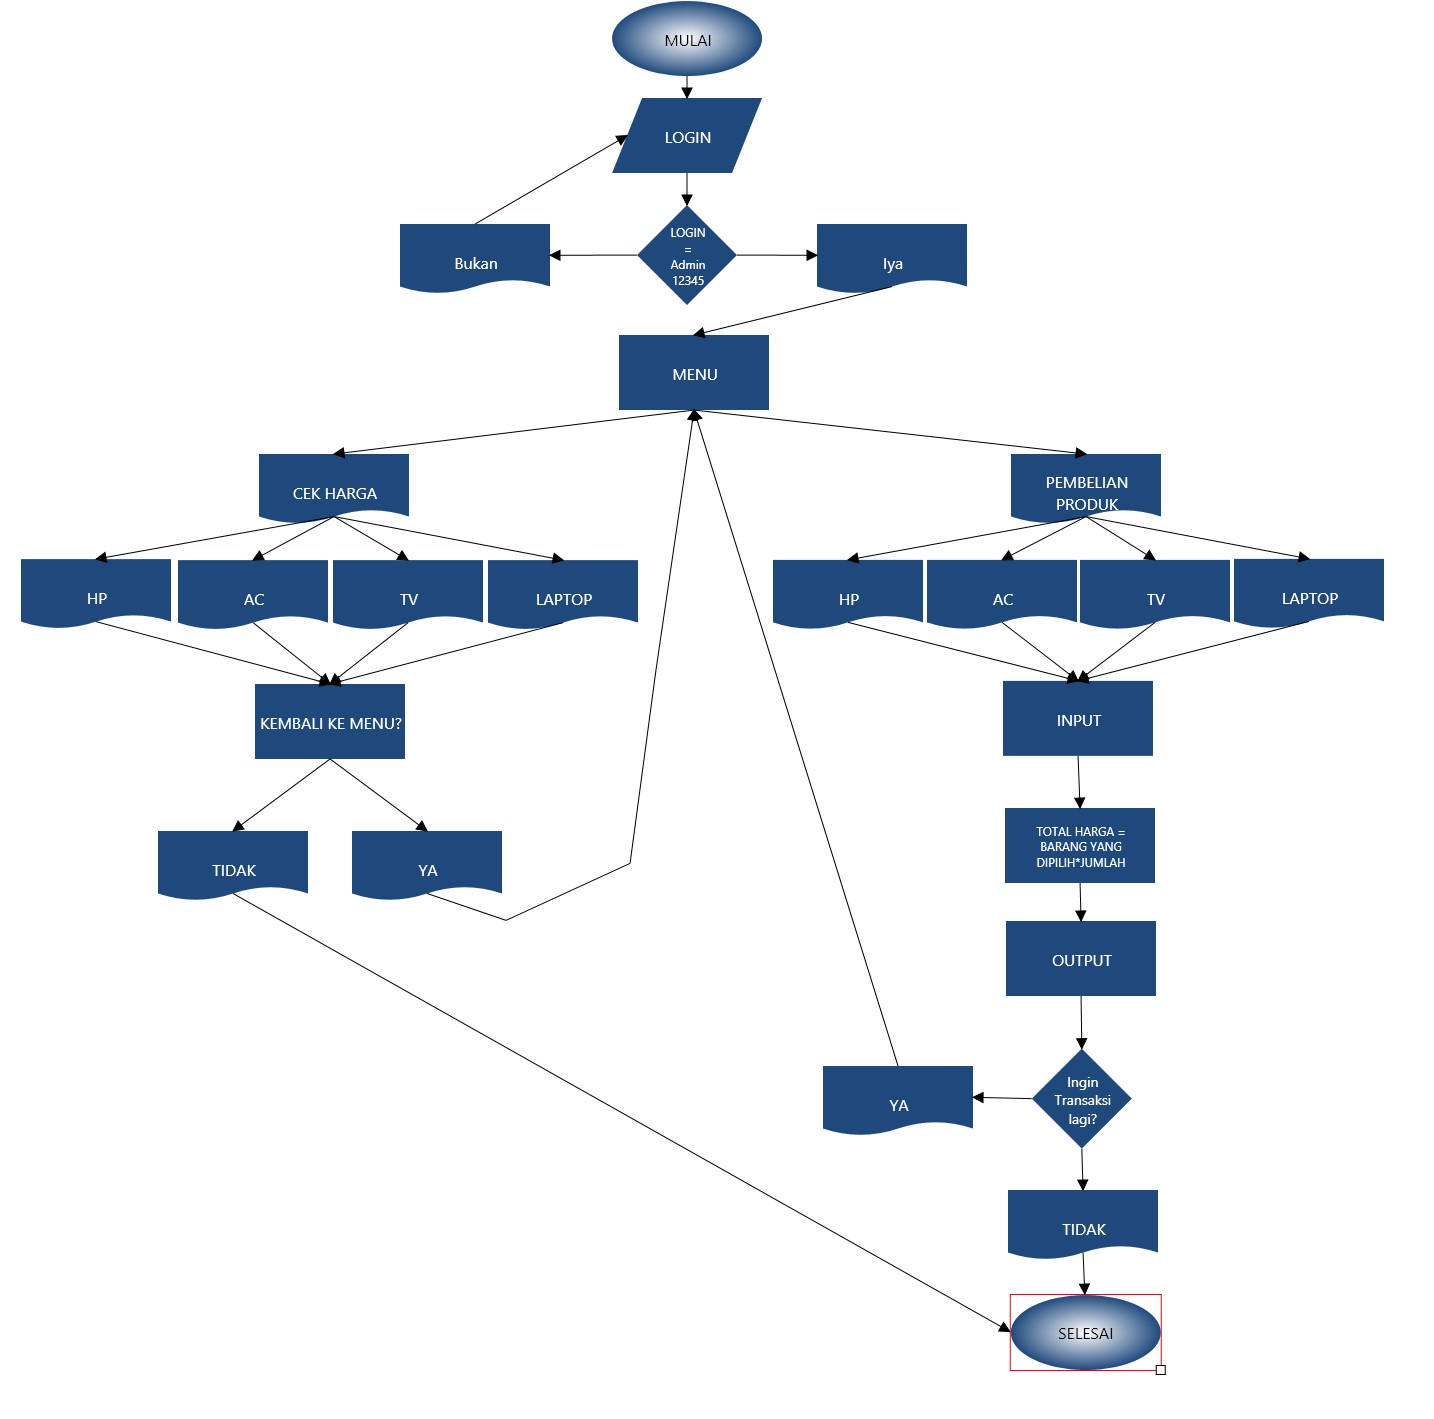 MULAI
LOGIN
LOGIN
=
Admin
12345
Bukan
Iya
MENU
CEK HARGA
PEMBELIAN
PRODUK
HP
AC
TV
LAPTOP
HP
AC
TV
LAPTOP
KEMBALI KE MENU?
INPUT
TIDAK
YA
TOTAL HARGA =
BARANG YANG
DIPILIH*JUMLAH
OUTPUT
Ingin
Transaksi
lagi?
YA
TIDAK
SELESAI